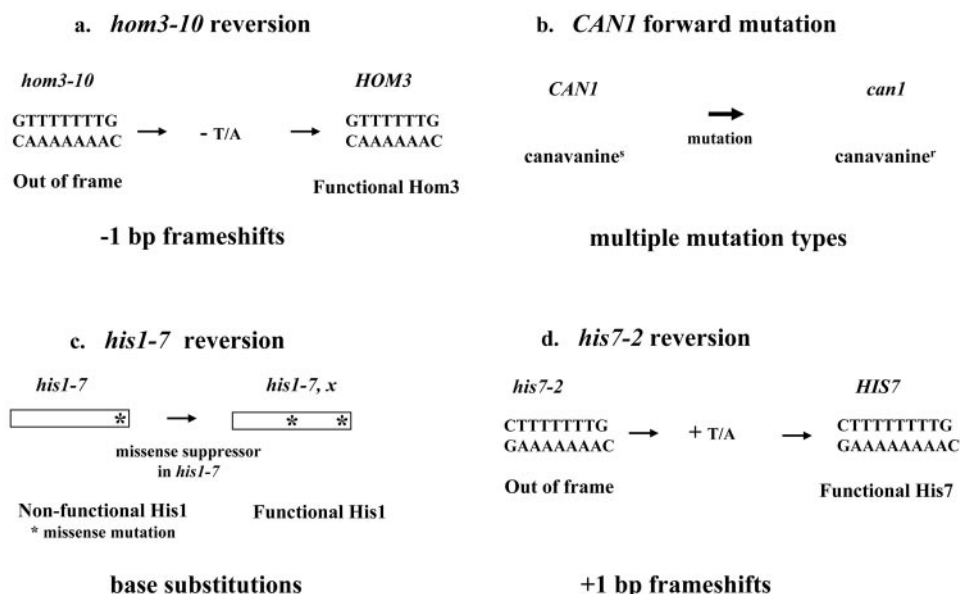 a. hom3-10 reversion
hom3-10
HOM3
GTTTTTTTG
CAAAAAAAC
- T/A
GTTTTTTG
CAAAAAAC
Out of frame
Functional Hom3
-1 bp frameshifts
b. CAN1 forward mutation
CAN1
can1
mutation
canavanineˢ
canavanineʳ
multiple mutation types
c. his1-7 reversion
his1-7
his1-7, x
*
* *
missense suppressor
in his1-7
Non-functional His1
Functional His1
* missense mutation
base substitutions
d. his7-2 reversion
his7-2
HIS7
CTTTTTTTG
GAAAAAAAC
+ T/A
CTTTTTTTTG
GAAAAAAAAC
Out of frame
Functional His7
+1 bp frameshifts